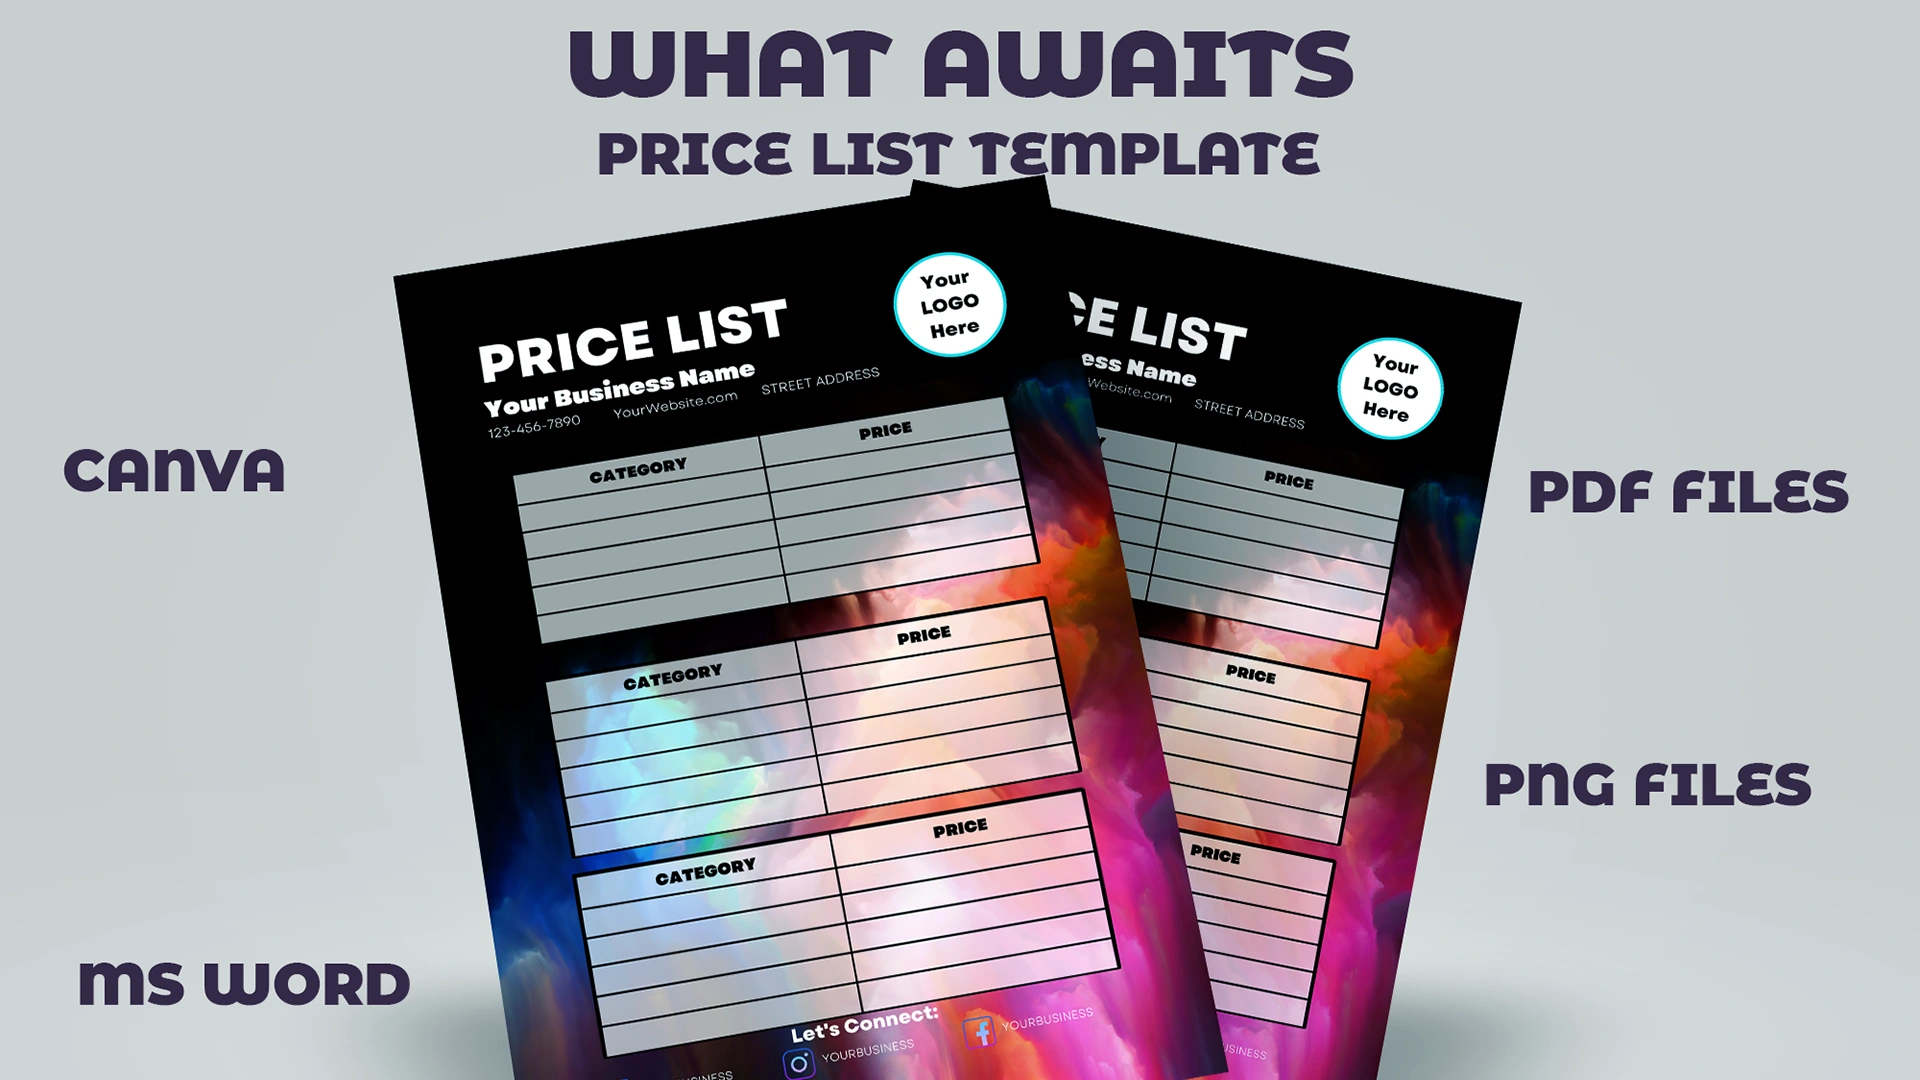 WHAT AWAITS
PRICE LIST TEMPLATE
CANVA
MS WORD
PDF FILES
PNG FILES
PRICE LIST
Your Business Name
123-456-7890 YourWebsite.com STREET ADDRESS
Your
LOGO
Here
CATEGORY PRICE
CATEGORY PRICE
CATEGORY PRICE
Let's Connect:
YOURBUSINESS YOURBUSINESS
CE LIST
ess Name
Website.com STREET ADDRESS
Your
LOGO
Here
PRICE
PRICE
PRICE